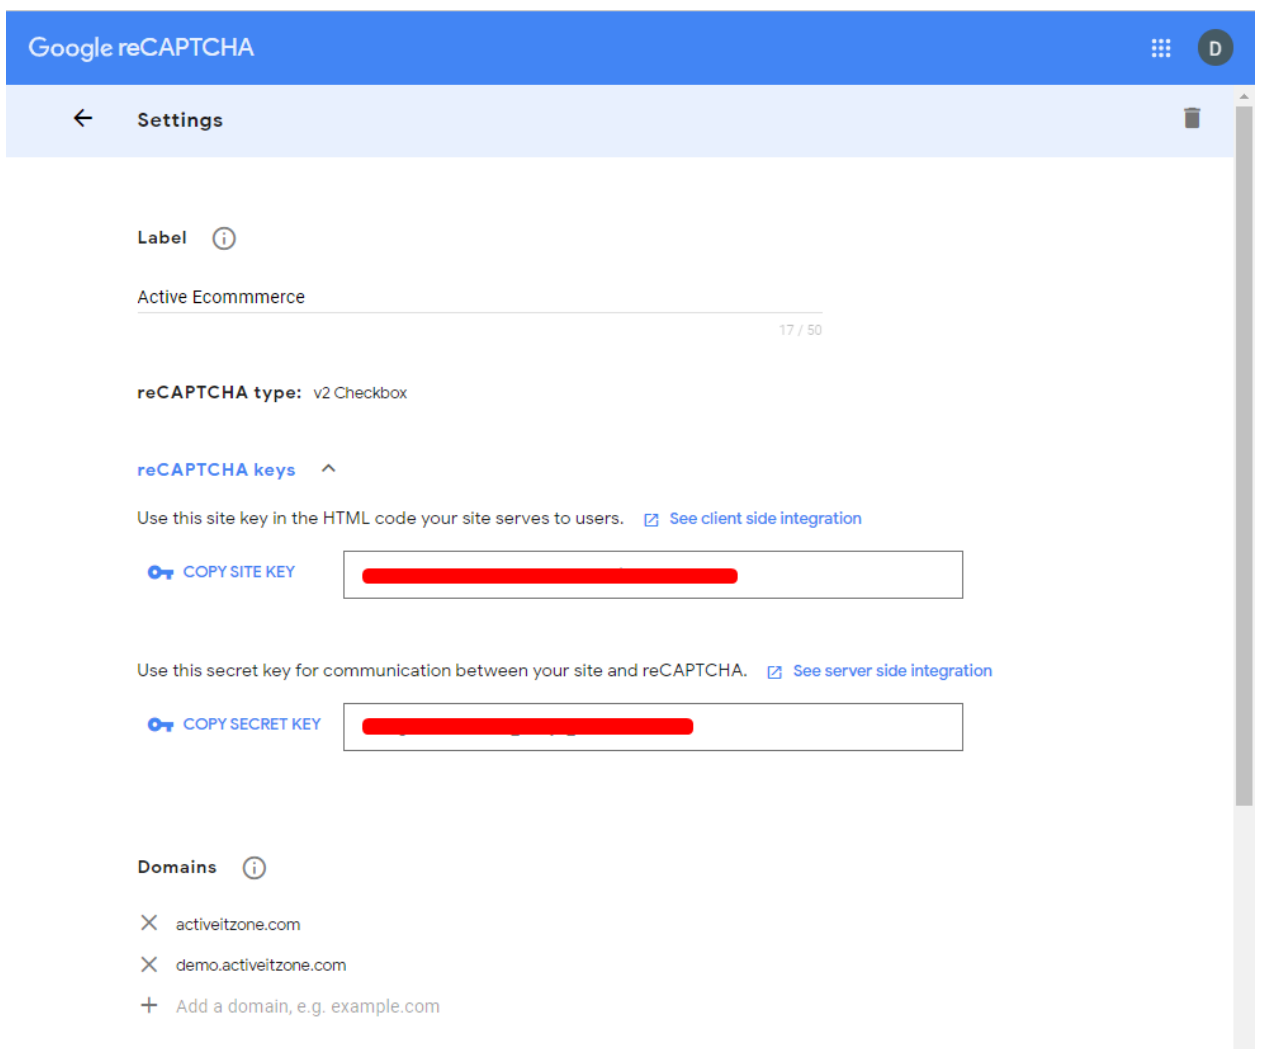 Google reCAPTCHA
D
Settings
Label
Active Ecommmerce
17 / 50
reCAPTCHA type: v2 Checkbox
reCAPTCHA keys
Use this site key in the HTML code your site serves to users. See client side integration
COPY SITE KEY
Use this secret key for communication between your site and reCAPTCHA. See server side integration
COPY SECRET KEY
Domains
activeitzone.com
demo.activeitzone.com
Add a domain, e.g. example.com